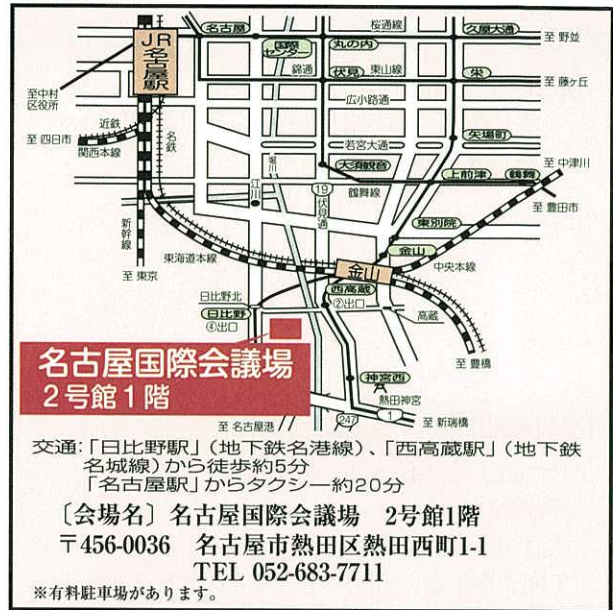 名古屋
桜通線
久屋大通
至 野並
JR名古屋駅
国際センター
丸の内
錦通
伏見
東山線
栄
至 藤ヶ丘
至中村区役所
広小路通
近鉄
至 四日市
関西本線
名鉄
堀川
若宮大通
矢場町
大須観音
上前津
鶴舞
至 中津川
江川
19
伏見通
鶴舞線
至 豊田市
新幹線
東別院
東海道本線
金山
金山
中央本線
至 東京
西高蔵
②出口
日比野北
日比野
④出口
高蔵
至 豊橋
名古屋国際会議場
2号館1階
神宮西
熱田神宮
至 名古屋港
247
1
至 新瑞橋
交通:「日比野駅」(地下鉄名港線)、「西高蔵駅」(地下鉄
名城線)から徒歩約5分
「名古屋駅」からタクシー約20分
〔会場名〕名古屋国際会議場 2号館1階
〒456-0036 名古屋市熱田区熱田西町1-1
TEL 052-683-7711
※有料駐車場があります。